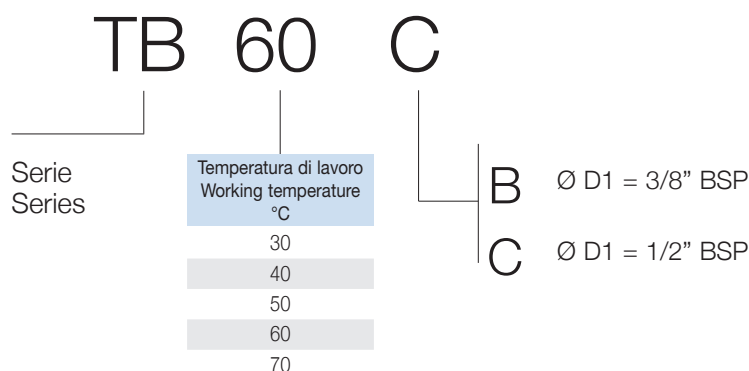 TB 60 C
Serie
Series
Temperatura di lavoro
Working temperature
°C
30
40
50
60
70
B Ø D1 = 3/8” BSP
C Ø D1 = 1/2” BSP